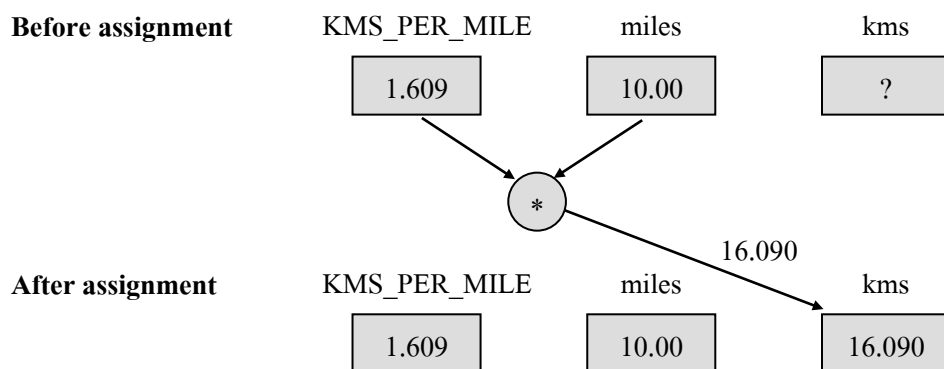 Before assignment KMS_PER_MILE miles kms
1.609 10.00 ?
*
16.090
After assignment KMS_PER_MILE miles kms
1.609 10.00 16.090